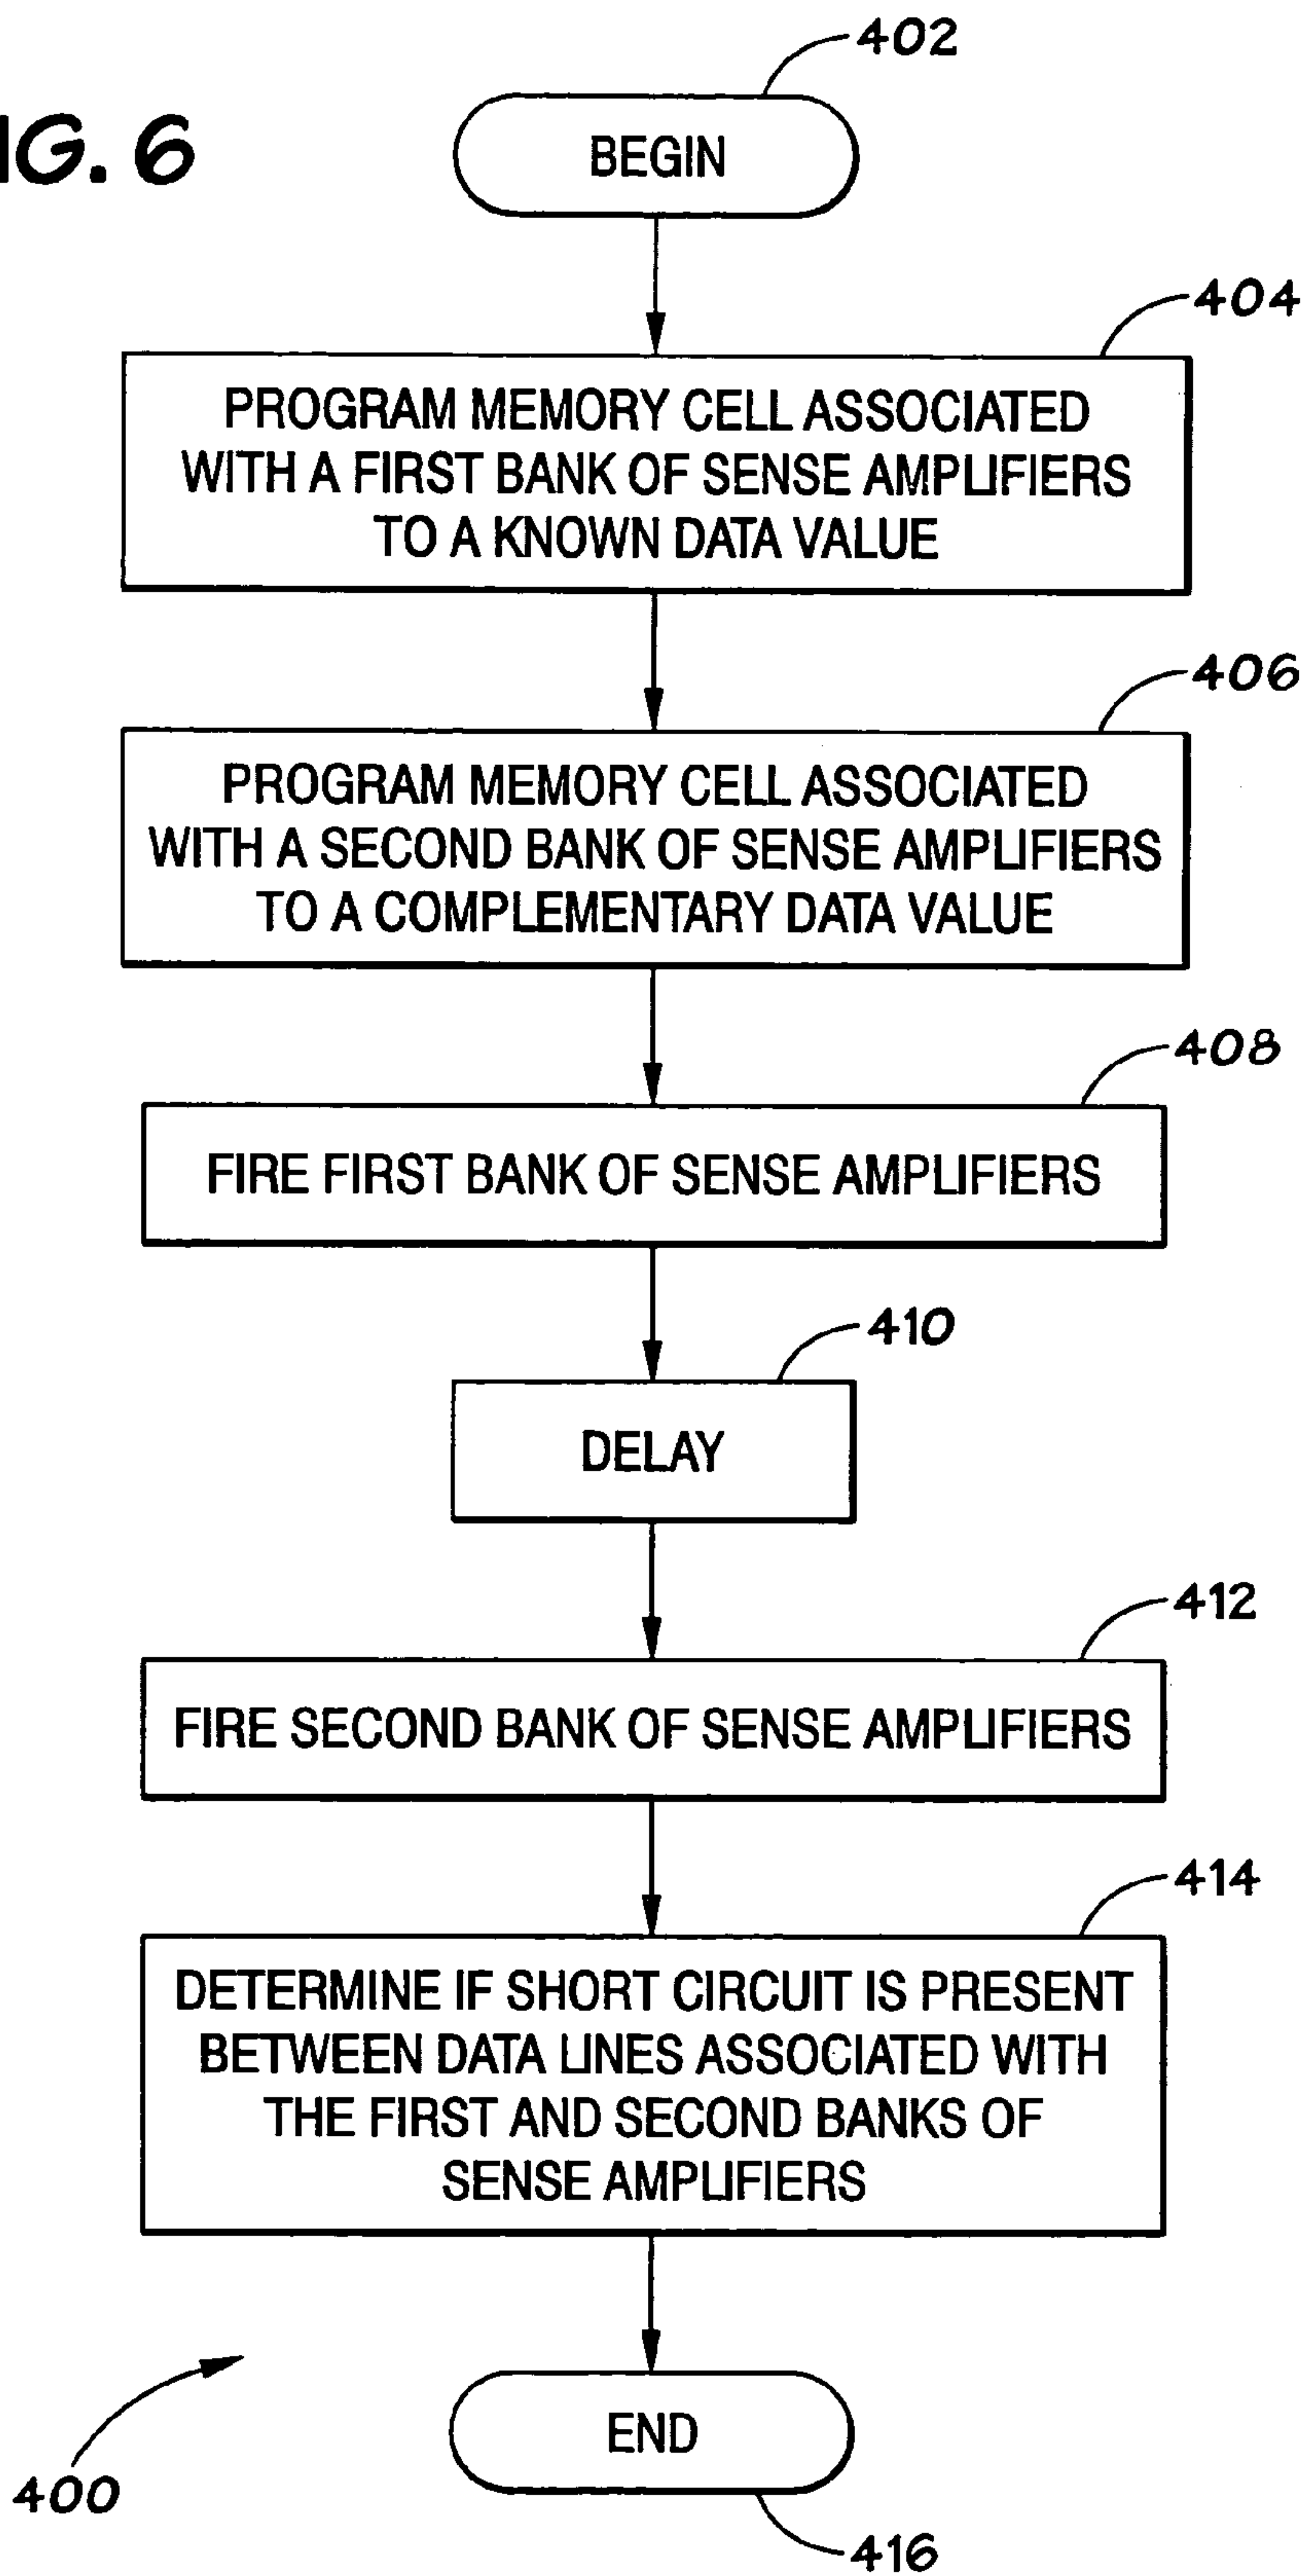 IG. 6
402
BEGIN
404
PROGRAM MEMORY CELL ASSOCIATED
WITH A FIRST BANK OF SENSE AMPLIFIERS
TO A KNOWN DATA VALUE
406
PROGRAM MEMORY CELL ASSOCIATED
WITH A SECOND BANK OF SENSE AMPLIFIERS
TO A COMPLEMENTARY DATA VALUE
408
FIRE FIRST BANK OF SENSE AMPLIFIERS
410
DELAY
412
FIRE SECOND BANK OF SENSE AMPLIFIERS
414
DETERMINE IF SHORT CIRCUIT IS PRESENT
BETWEEN DATA LINES ASSOCIATED WITH
THE FIRST AND SECOND BANKS OF
SENSE AMPLIFIERS
END
400
416